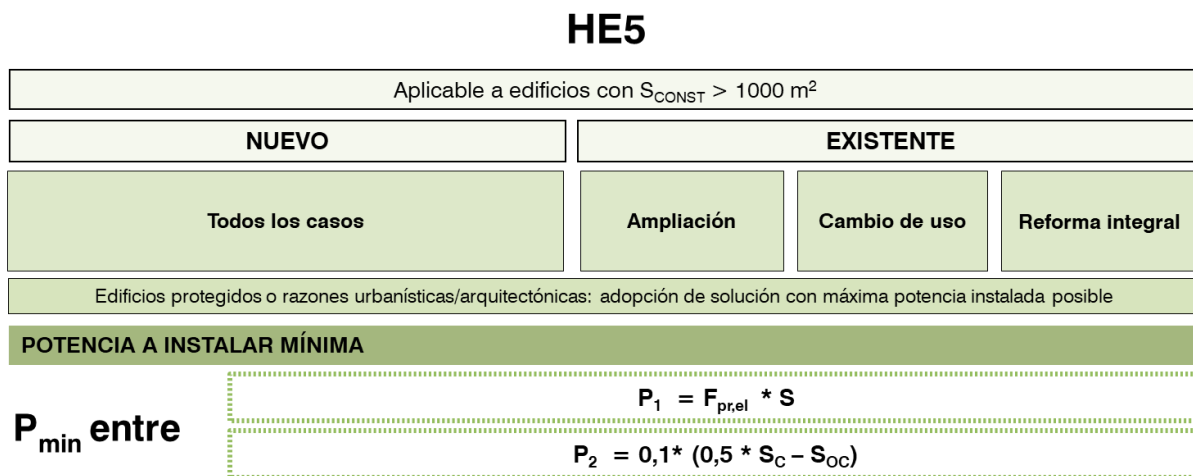 HE5
Aplicable a edificios con S_CONST > 1000 m²
NUEVO
EXISTENTE
Todos los casos
Ampliación
Cambio de uso
Reforma integral
Edificios protegidos o razones urbanísticas/arquitectónicas: adopción de solución con máxima potencia instalada posible
POTENCIA A INSTALAR MÍNIMA
P_min entre
P₁ = F_pr,el * S
P₂ = 0,1* (0,5 * S_C – S_OC)